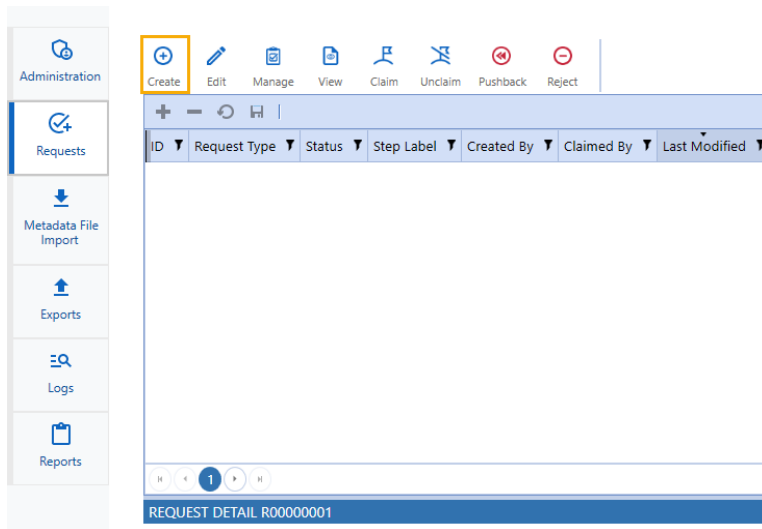 Administration
Requests
Metadata File
Import
Exports
Logs
Reports
Create Edit Manage View Claim Unclaim Pushback Reject
ID Request Type Status Step Label Created By Claimed By Last Modified
1
REQUEST DETAIL R00000001